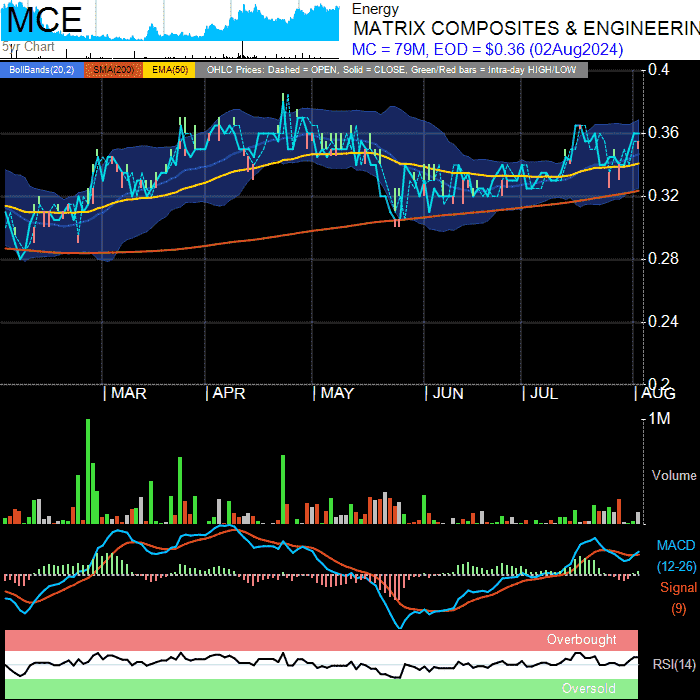 MCE
5yr Chart
Energy
MATRIX COMPOSITES & ENGINEERIN
MC = 79M, EOD = $0.36 (02Aug2024)
BollBands(20,2) SMA(200) EMA(50) OHLC Prices: Dashed = OPEN, Solid = CLOSE, Green/Red bars = Intra-day HIGH/LOW
0.4
0.36
0.32
0.28
0.24
0.2
MAR APR MAY JUN JUL AUG
1M
Volume
MACD
(12-26)
Signal
(9)
Overbought
RSI(14)
Oversold